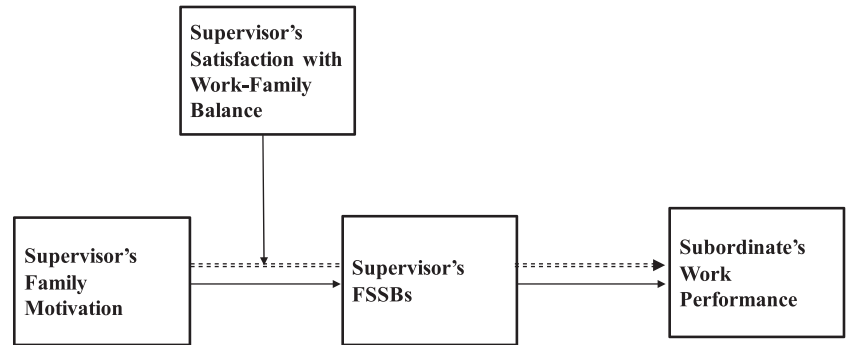 Supervisor’s
Satisfaction with
Work-Family
Balance
Supervisor’s
Family
Motivation
Supervisor’s
FSSBs
Subordinate’s
Work
Performance